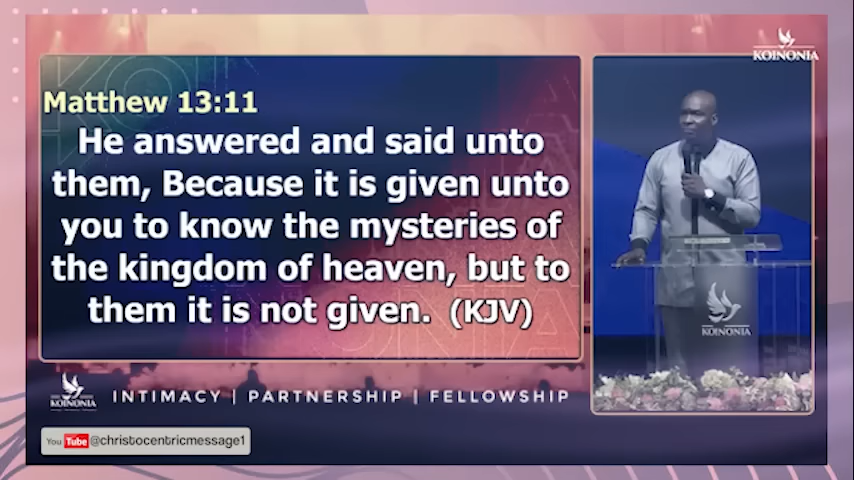 KOINONIA
Matthew 13:11
He answered and said unto
them, Because it is given unto
you to know the mysteries of
the kingdom of heaven, but to
them it is not given. (KJV)
KOINONIA
KOINONIA
INTIMACY | PARTNERSHIP | FELLOWSHIP
You Tube @christocentricmessage1